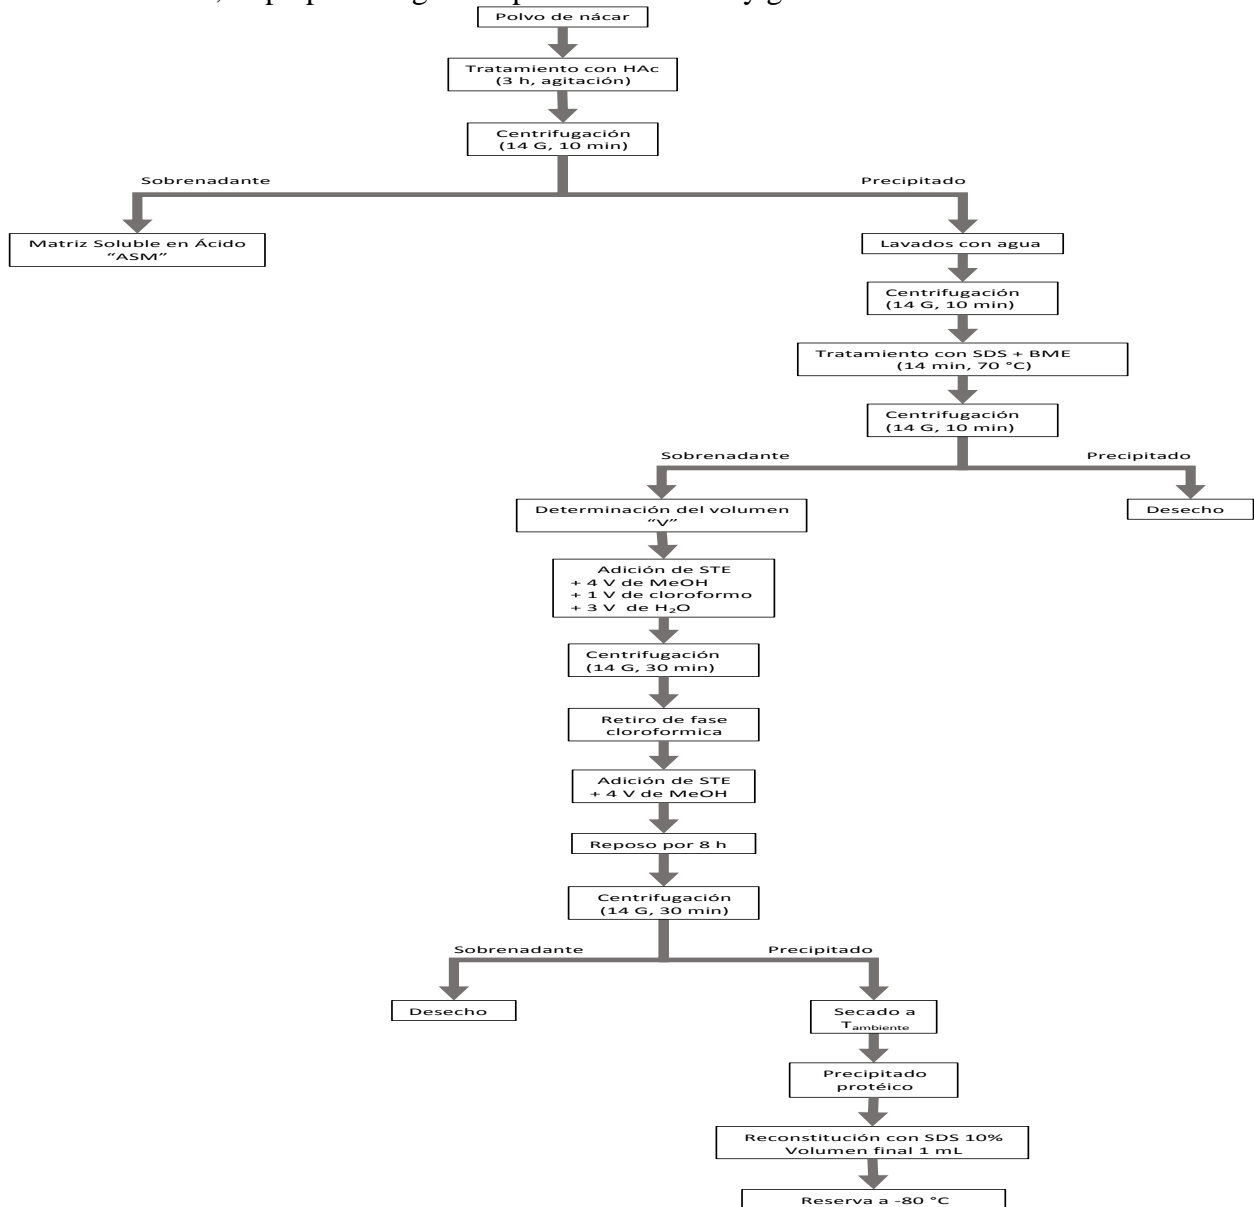 Polvo de nácar
Tratamiento con HAc
(3 h, agitación)
Centrifugación
(14 G, 10 min)
Sobrenadante
Precipitado
Matriz Soluble en Ácido
“ASM”
Lavados con agua
Centrifugación
(14 G, 10 min)
Tratamiento con SDS + BME
(14 min, 70 °C)
Centrifugación
(14 G, 10 min)
Sobrenadante
Precipitado
Determinación del volumen
“V”
Desecho
Adición de STE
+ 4 V de MeOH
+ 1 V de cloroformo
+ 3 V de H₂O
Centrifugación
(14 G, 30 min)
Retiro de fase
cloroformica
Adición de STE
+ 4 V de MeOH
Reposo por 8 h
Centrifugación
(14 G, 30 min)
Sobrenadante
Precipitado
Desecho
Secado a
Tambiente
Precipitado
protéico
Reconstitución con SDS 10%
Volumen final 1 mL
Reserva a -80 °C